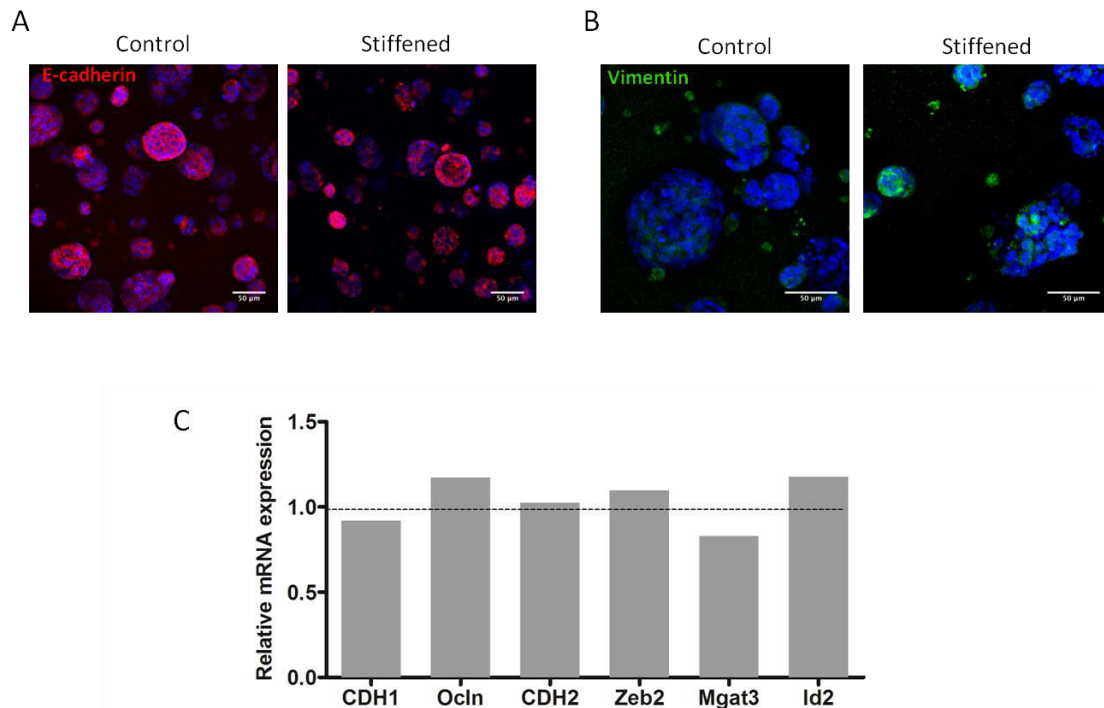 A
Control
Stiffened
E-cadherin
50 µm
50 µm
B
Control
Stiffened
Vimentin
50 µm
50 µm
C
Relative mRNA expression
1.5
1.0
0.5
0.0
CDH1 Ocln CDH2 Zeb2 Mgat3 Id2